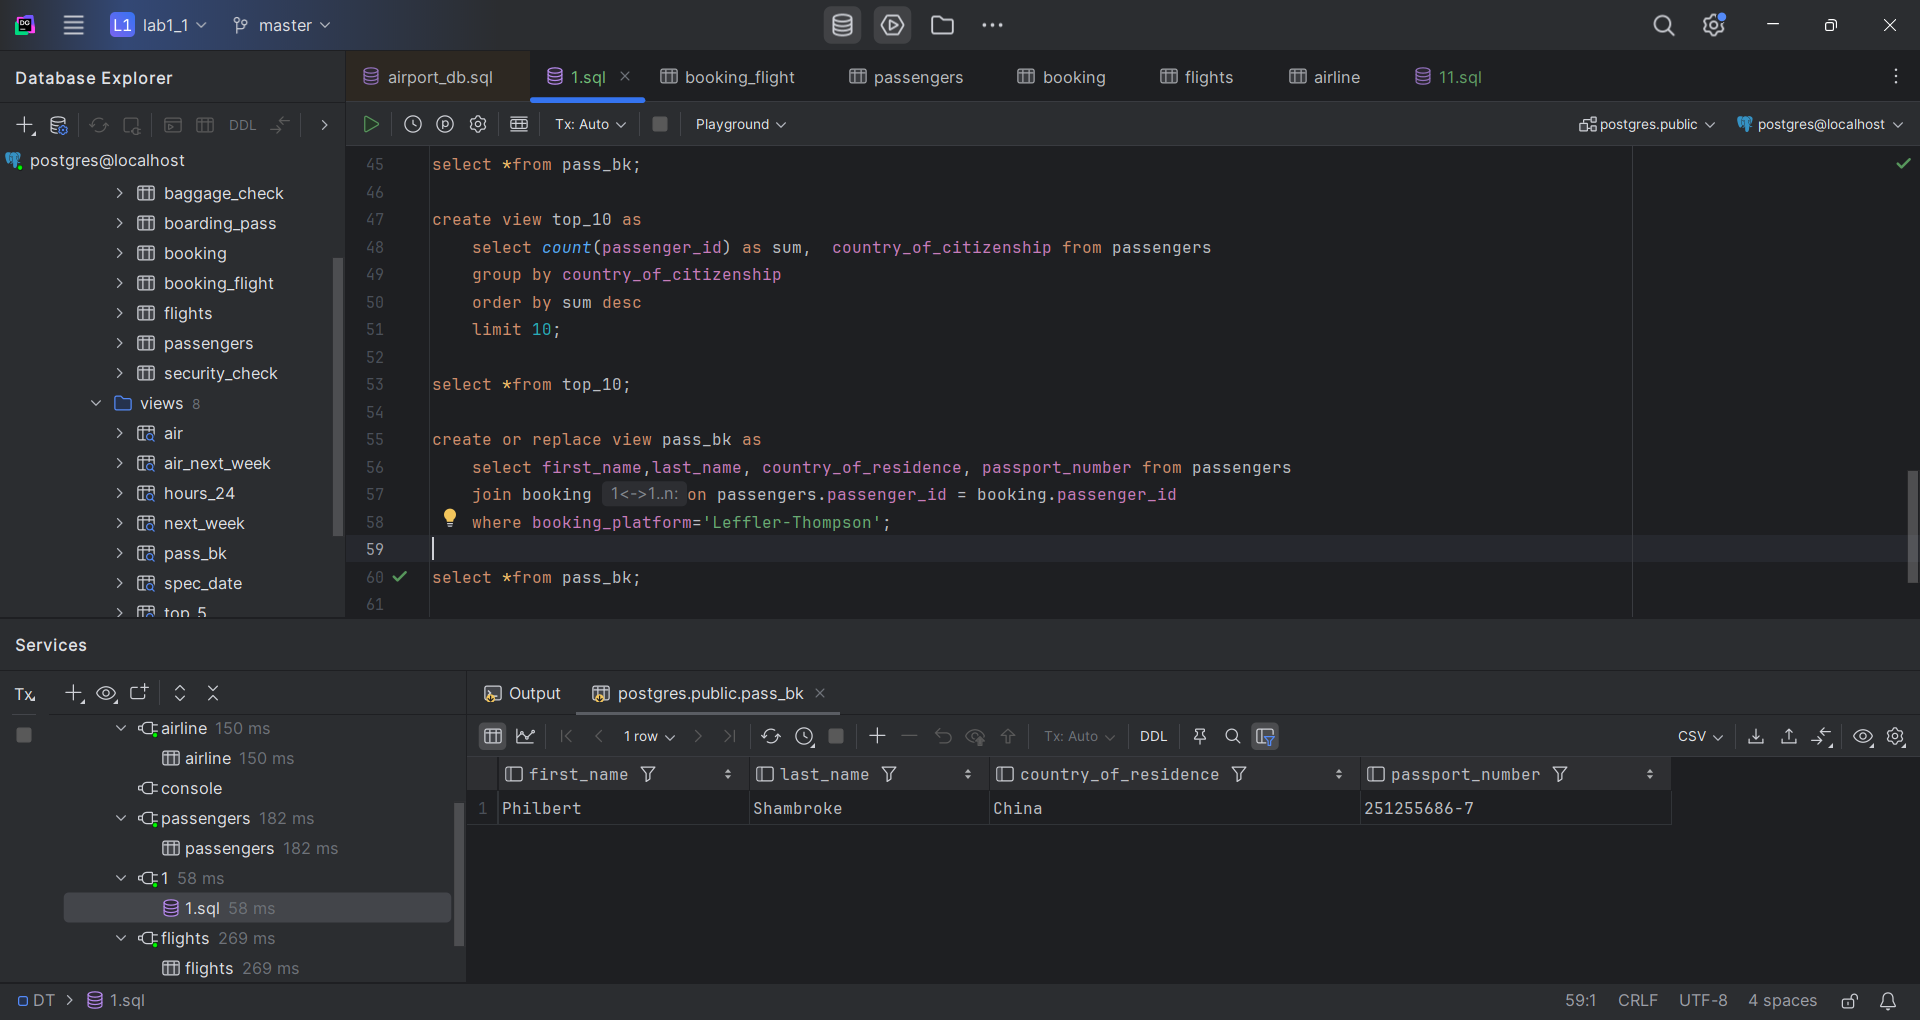 L1 lab1_1 master
Database Explorer
airport_db.sql 1.sql booking_flight passengers booking flights airline 11.sql
DDL
Tx: Auto Playground postgres.public postgres@localhost
postgres@localhost
baggage_check
boarding_pass
booking
booking_flight
flights
passengers
security_check
views 8
air
air_next_week
hours_24
next_week
pass_bk
spec_date
top_5
45 select *from pass_bk;
46
47 create view top_10 as
48 select count(passenger_id) as sum, country_of_citizenship from passengers
49 group by country_of_citizenship
50 order by sum desc
51 limit 10;
52
53 select *from top_10;
54
55 create or replace view pass_bk as
56 select first_name,last_name, country_of_residence, passport_number from passengers
57 join booking 1<->1..n: on passengers.passenger_id = booking.passenger_id
58 where booking_platform='Leffler-Thompson';
59
60 select *from pass_bk;
61
Services
Tx
airline 150 ms
airline 150 ms
console
passengers 182 ms
passengers 182 ms
1 58 ms
1.sql 58 ms
flights 269 ms
flights 269 ms
Output postgres.public.pass_bk
1 row Tx: Auto DDL CSV
first_name last_name country_of_residence passport_number
1 Philbert Shambroke China 251255686-7
DT 1.sql
59:1 CRLF UTF-8 4 spaces